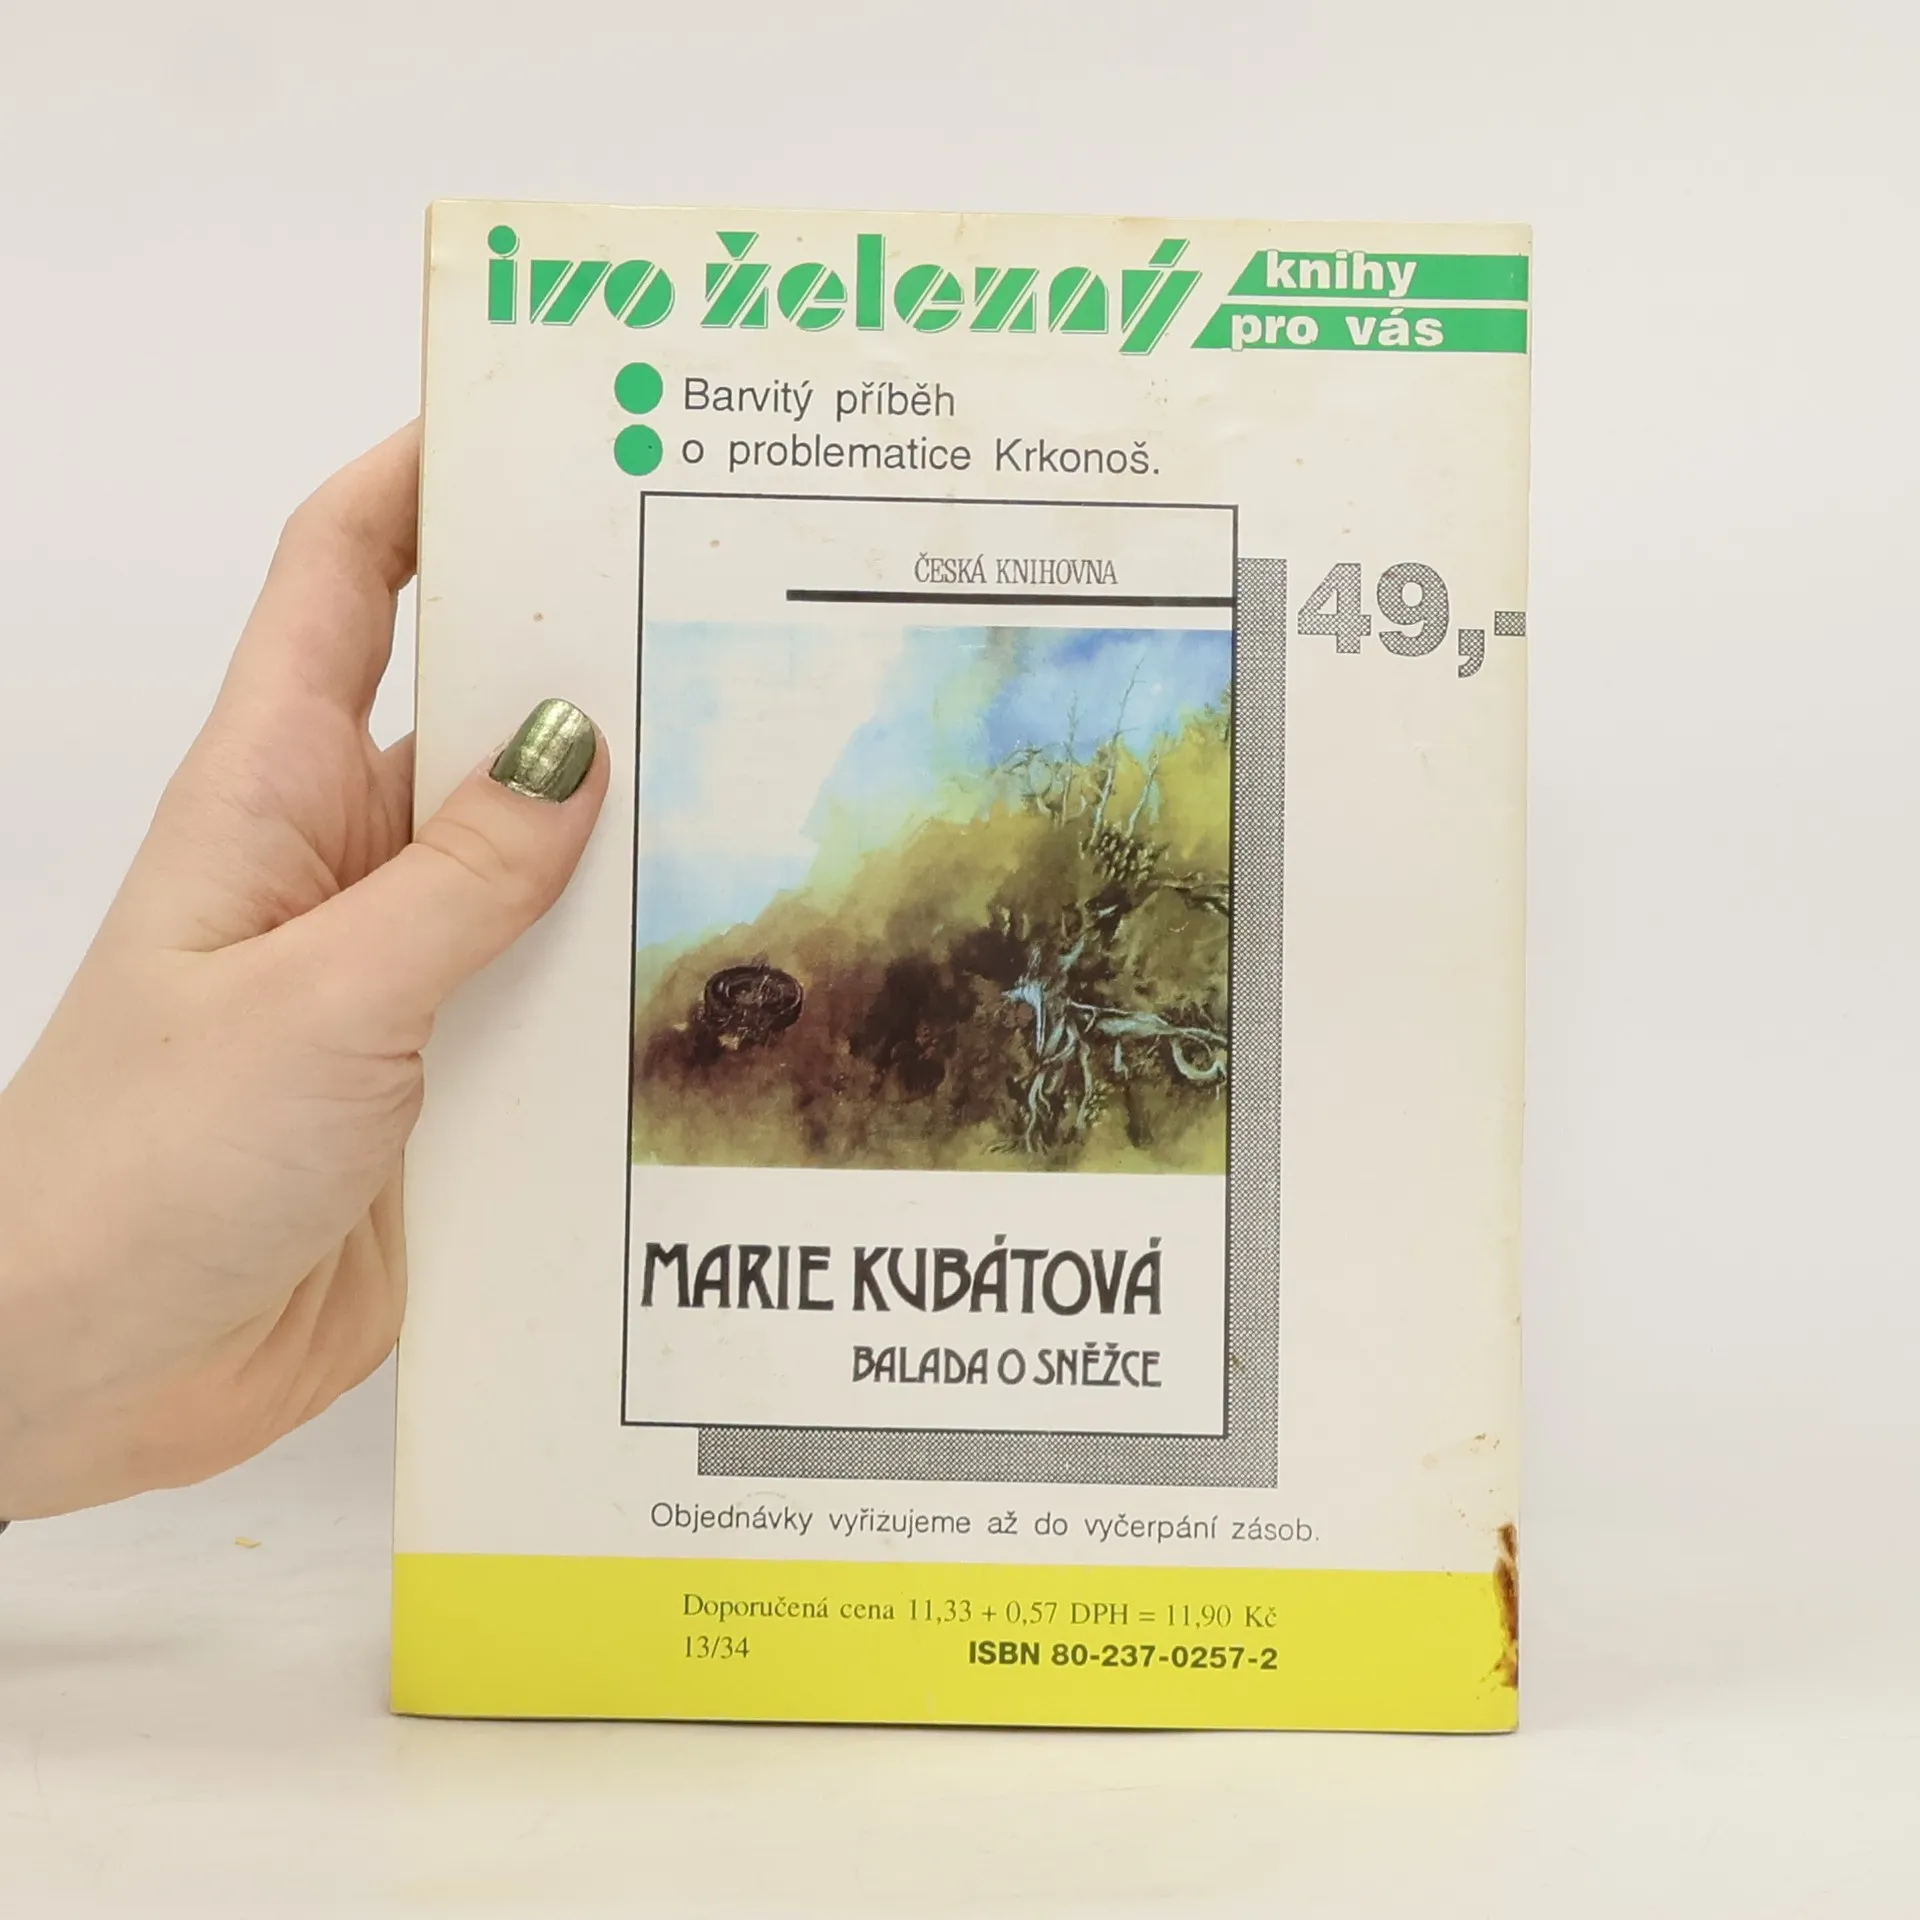 ivo železný
knihy
pro vás
Barvitý příběh
o problematice Krkonoš.
ČESKÁ KNIHOVNA
49,-
MARIE KUBÁTOVÁ
BALADA O SNĚŽCE
Objednávky vyřizujeme až do vyčerpání zásob.
Doporučená cena 11,33 + 0,57 DPH = 11,90 Kč
13/34 ISBN 80-237-0257-2